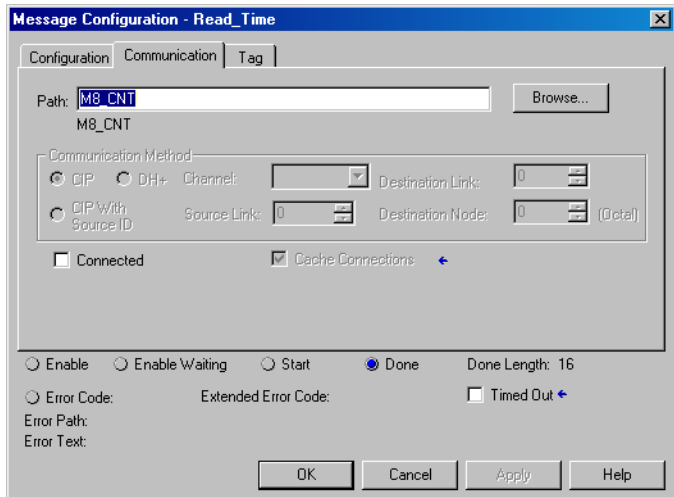 Message Configuration - Read_Time
Configuration Communication Tag
Path: M8_CNT Browse...
M8_CNT
Communication Method
CIP DH+ Channel: Destination Link: 0
CIP With Source ID Source Link: 0 Destination Node: 0 (Octal)
Connected Cache Connections
Enable Enable Waiting Start Done Done Length: 16
Error Code: Extended Error Code: Timed Out
Error Path:
Error Text:
OK Cancel Apply Help